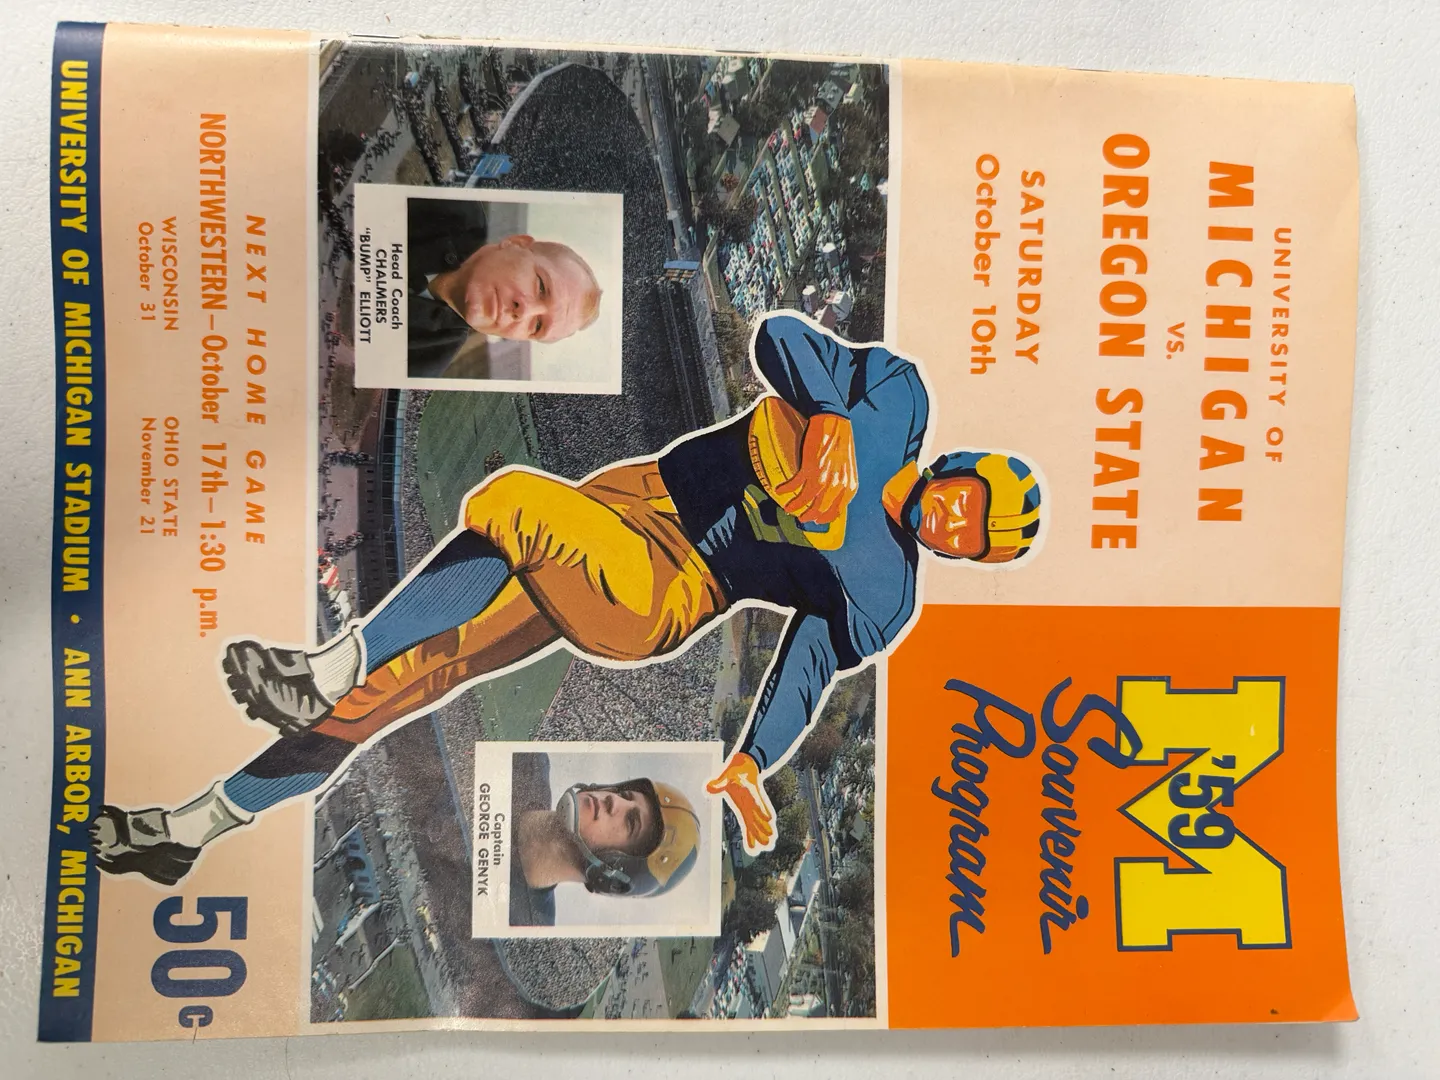 UNIVERSITY OF
MICHIGAN
VS.
OREGON STATE
SATURDAY
October 10th
M
'59
Souvenir
Program
Head Coach
CHALMERS
"BUMP" ELLIOTT
Captain
GEORGE GENYK
NEXT HOME GAME
NORTHWESTERN—October 17th—1:30 p.m.
WISCONSIN
October 31
OHIO STATE
November 21
50c
UNIVERSITY OF MICHIGAN STADIUM • ANN ARBOR, MICHIGAN